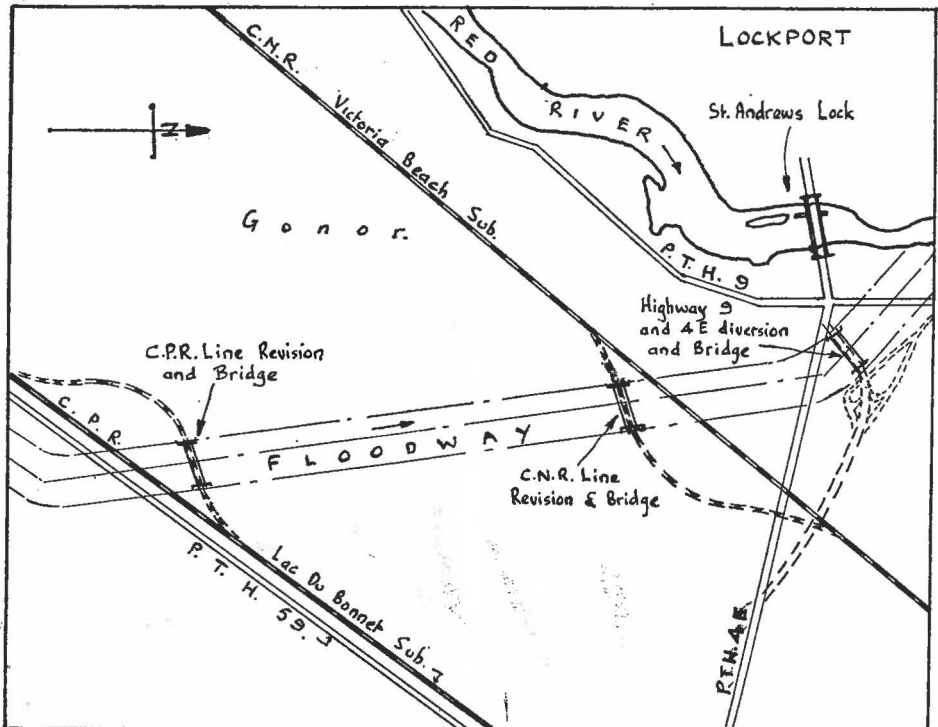 LOCKPORT
RED
RIVER
St. Andrews Lock
C.N.R. Victoria Beach Sub.
N
Gonor.
P.T.H. 9
Highway 9
and 4E diversion
and Bridge
C.P.R. Line Revision
and Bridge
C.P.R. Lac Du Bonnet Sub.
FLOODWAY
C.N.R. Line
Revision & Bridge
P.T.H. 59.
P.T.H. 4E